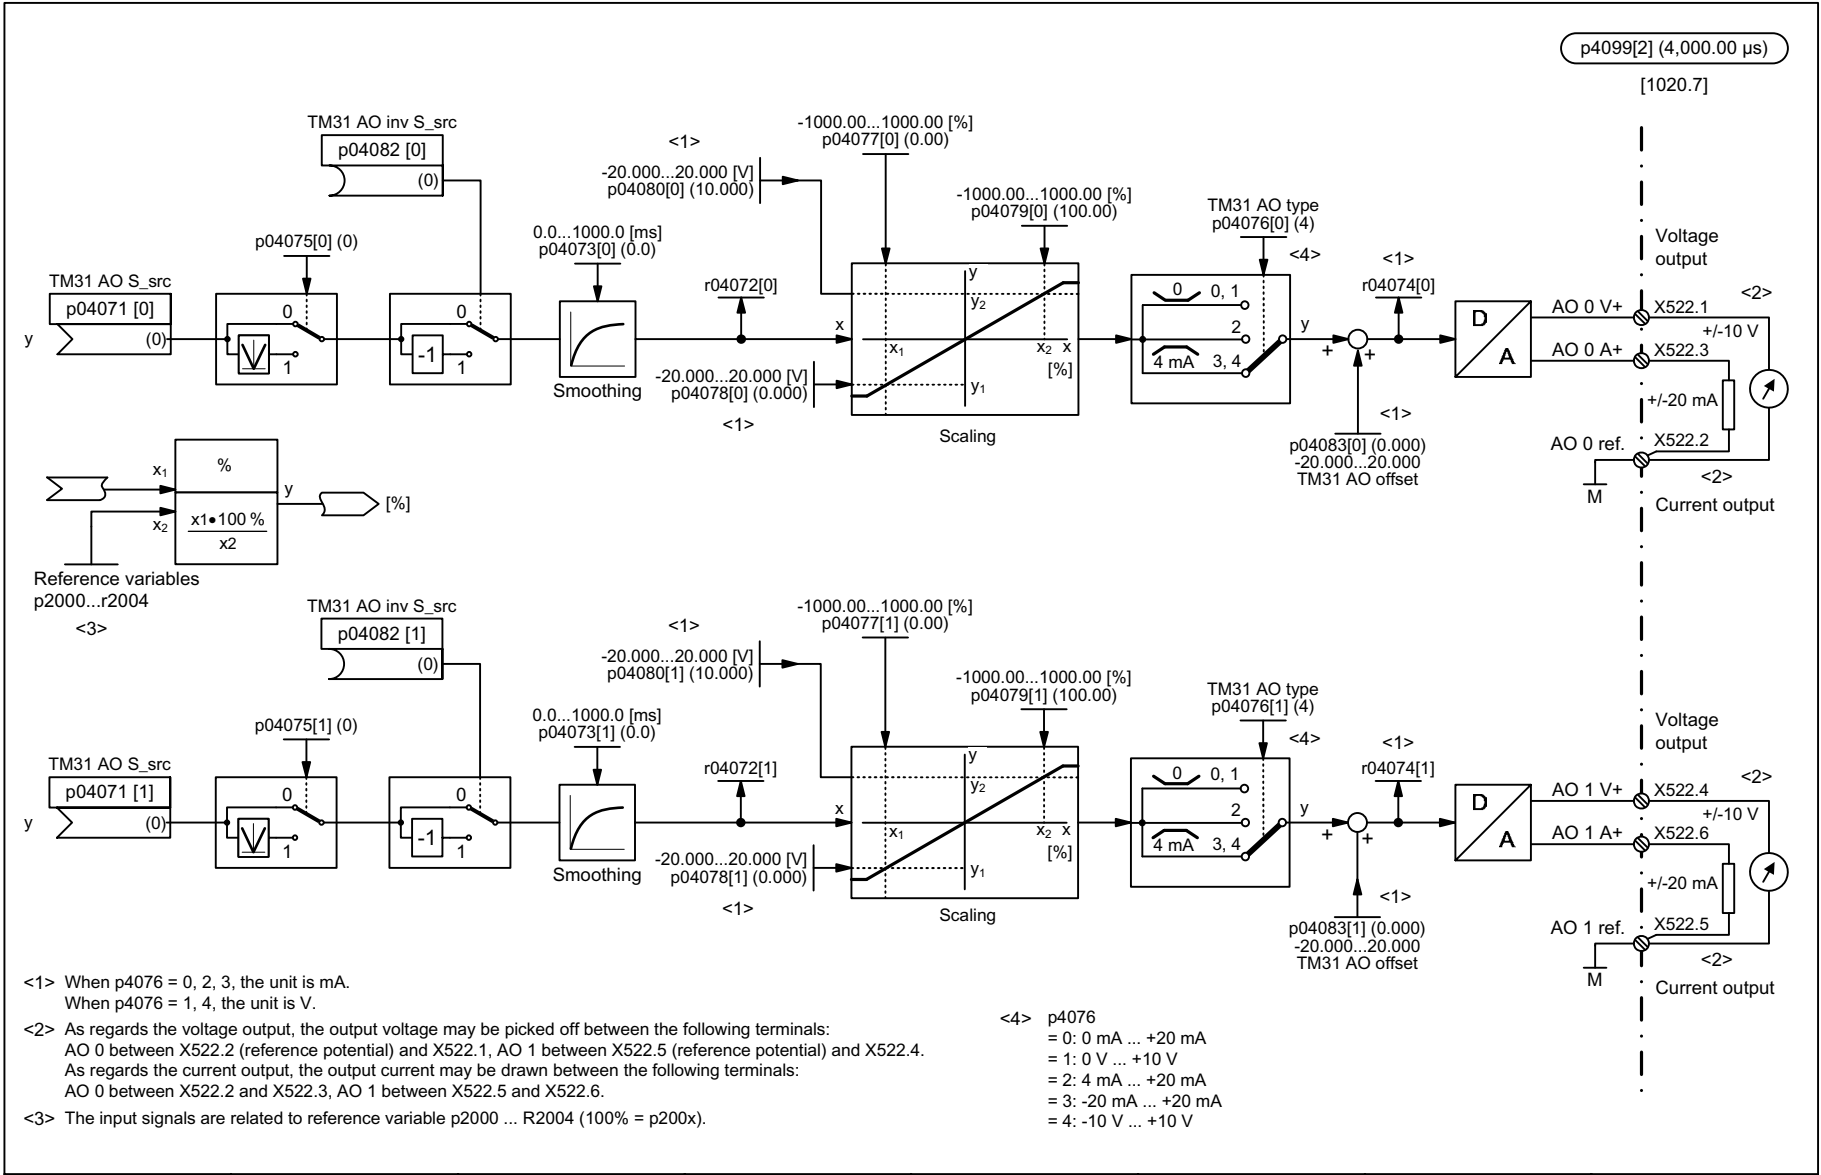 p4099[2] (4,000.00 µs)
[1020.7]
TM31 AO inv S_src
p04082 [0]
(0)
<1>
-20.000...20.000 [V]
p04080[0] (10.000)
-1000.00...1000.00 [%]
p04077[0] (0.00)
-1000.00...1000.00 [%]
p04079[0] (100.00)
TM31 AO type
p04076[0] (4)
<4>
p04075[0] (0)
0.0...1000.0 [ms]
p04073[0] (0.0)
TM31 AO S_src
p04071 [0]
(0)
y
0
1
0
-1
1
Smoothing
r04072[0]
x
-20.000...20.000 [V]
p04078[0] (0.000)
<1>
y
y2
x1
x2 x
[%]
y1
Scaling
0 0, 1
2
4 mA 3, 4
y
+
+
<1>
r04074[0]
<1>
p04083[0] (0.000)
-20.000...20.000
TM31 AO offset
D
A
Voltage
output
AO 0 V+ X522.1 <2>
+/-10 V
AO 0 A+ X522.3
+/-20 mA
AO 0 ref. X522.2
M
<2>
Current output
x1
x2
%
x1•100 %
x2
y
[%]
Reference variables
p2000...r2004
<3>
TM31 AO inv S_src
p04082 [1]
(0)
<1>
-20.000...20.000 [V]
p04080[1] (10.000)
-1000.00...1000.00 [%]
p04077[1] (0.00)
-1000.00...1000.00 [%]
p04079[1] (100.00)
TM31 AO type
p04076[1] (4)
<4>
p04075[1] (0)
0.0...1000.0 [ms]
p04073[1] (0.0)
TM31 AO S_src
p04071 [1]
(0)
y
0
1
0
-1
1
Smoothing
r04072[1]
x
-20.000...20.000 [V]
p04078[1] (0.000)
<1>
y
y2
x1
x2 x
[%]
y1
Scaling
0 0, 1
2
4 mA 3, 4
y
+
+
<1>
r04074[1]
<1>
p04083[1] (0.000)
-20.000...20.000
TM31 AO offset
D
A
Voltage
output
AO 1 V+ X522.4 <2>
+/-10 V
AO 1 A+ X522.6
+/-20 mA
AO 1 ref. X522.5
M
<2>
Current output
<1> When p4076 = 0, 2, 3, the unit is mA.
When p4076 = 1, 4, the unit is V.
<2> As regards the voltage output, the output voltage may be picked off between the following terminals:
AO 0 between X522.2 (reference potential) and X522.1, AO 1 between X522.5 (reference potential) and X522.4.
As regards the current output, the output current may be drawn between the following terminals:
AO 0 between X522.2 and X522.3, AO 1 between X522.5 and X522.6.
<3> The input signals are related to reference variable p2000 ... R2004 (100% = p200x).
<4> p4076
= 0: 0 mA ... +20 mA
= 1: 0 V ... +10 V
= 2: 4 mA ... +20 mA
= 3: -20 mA ... +20 mA
= 4: -10 V ... +10 V